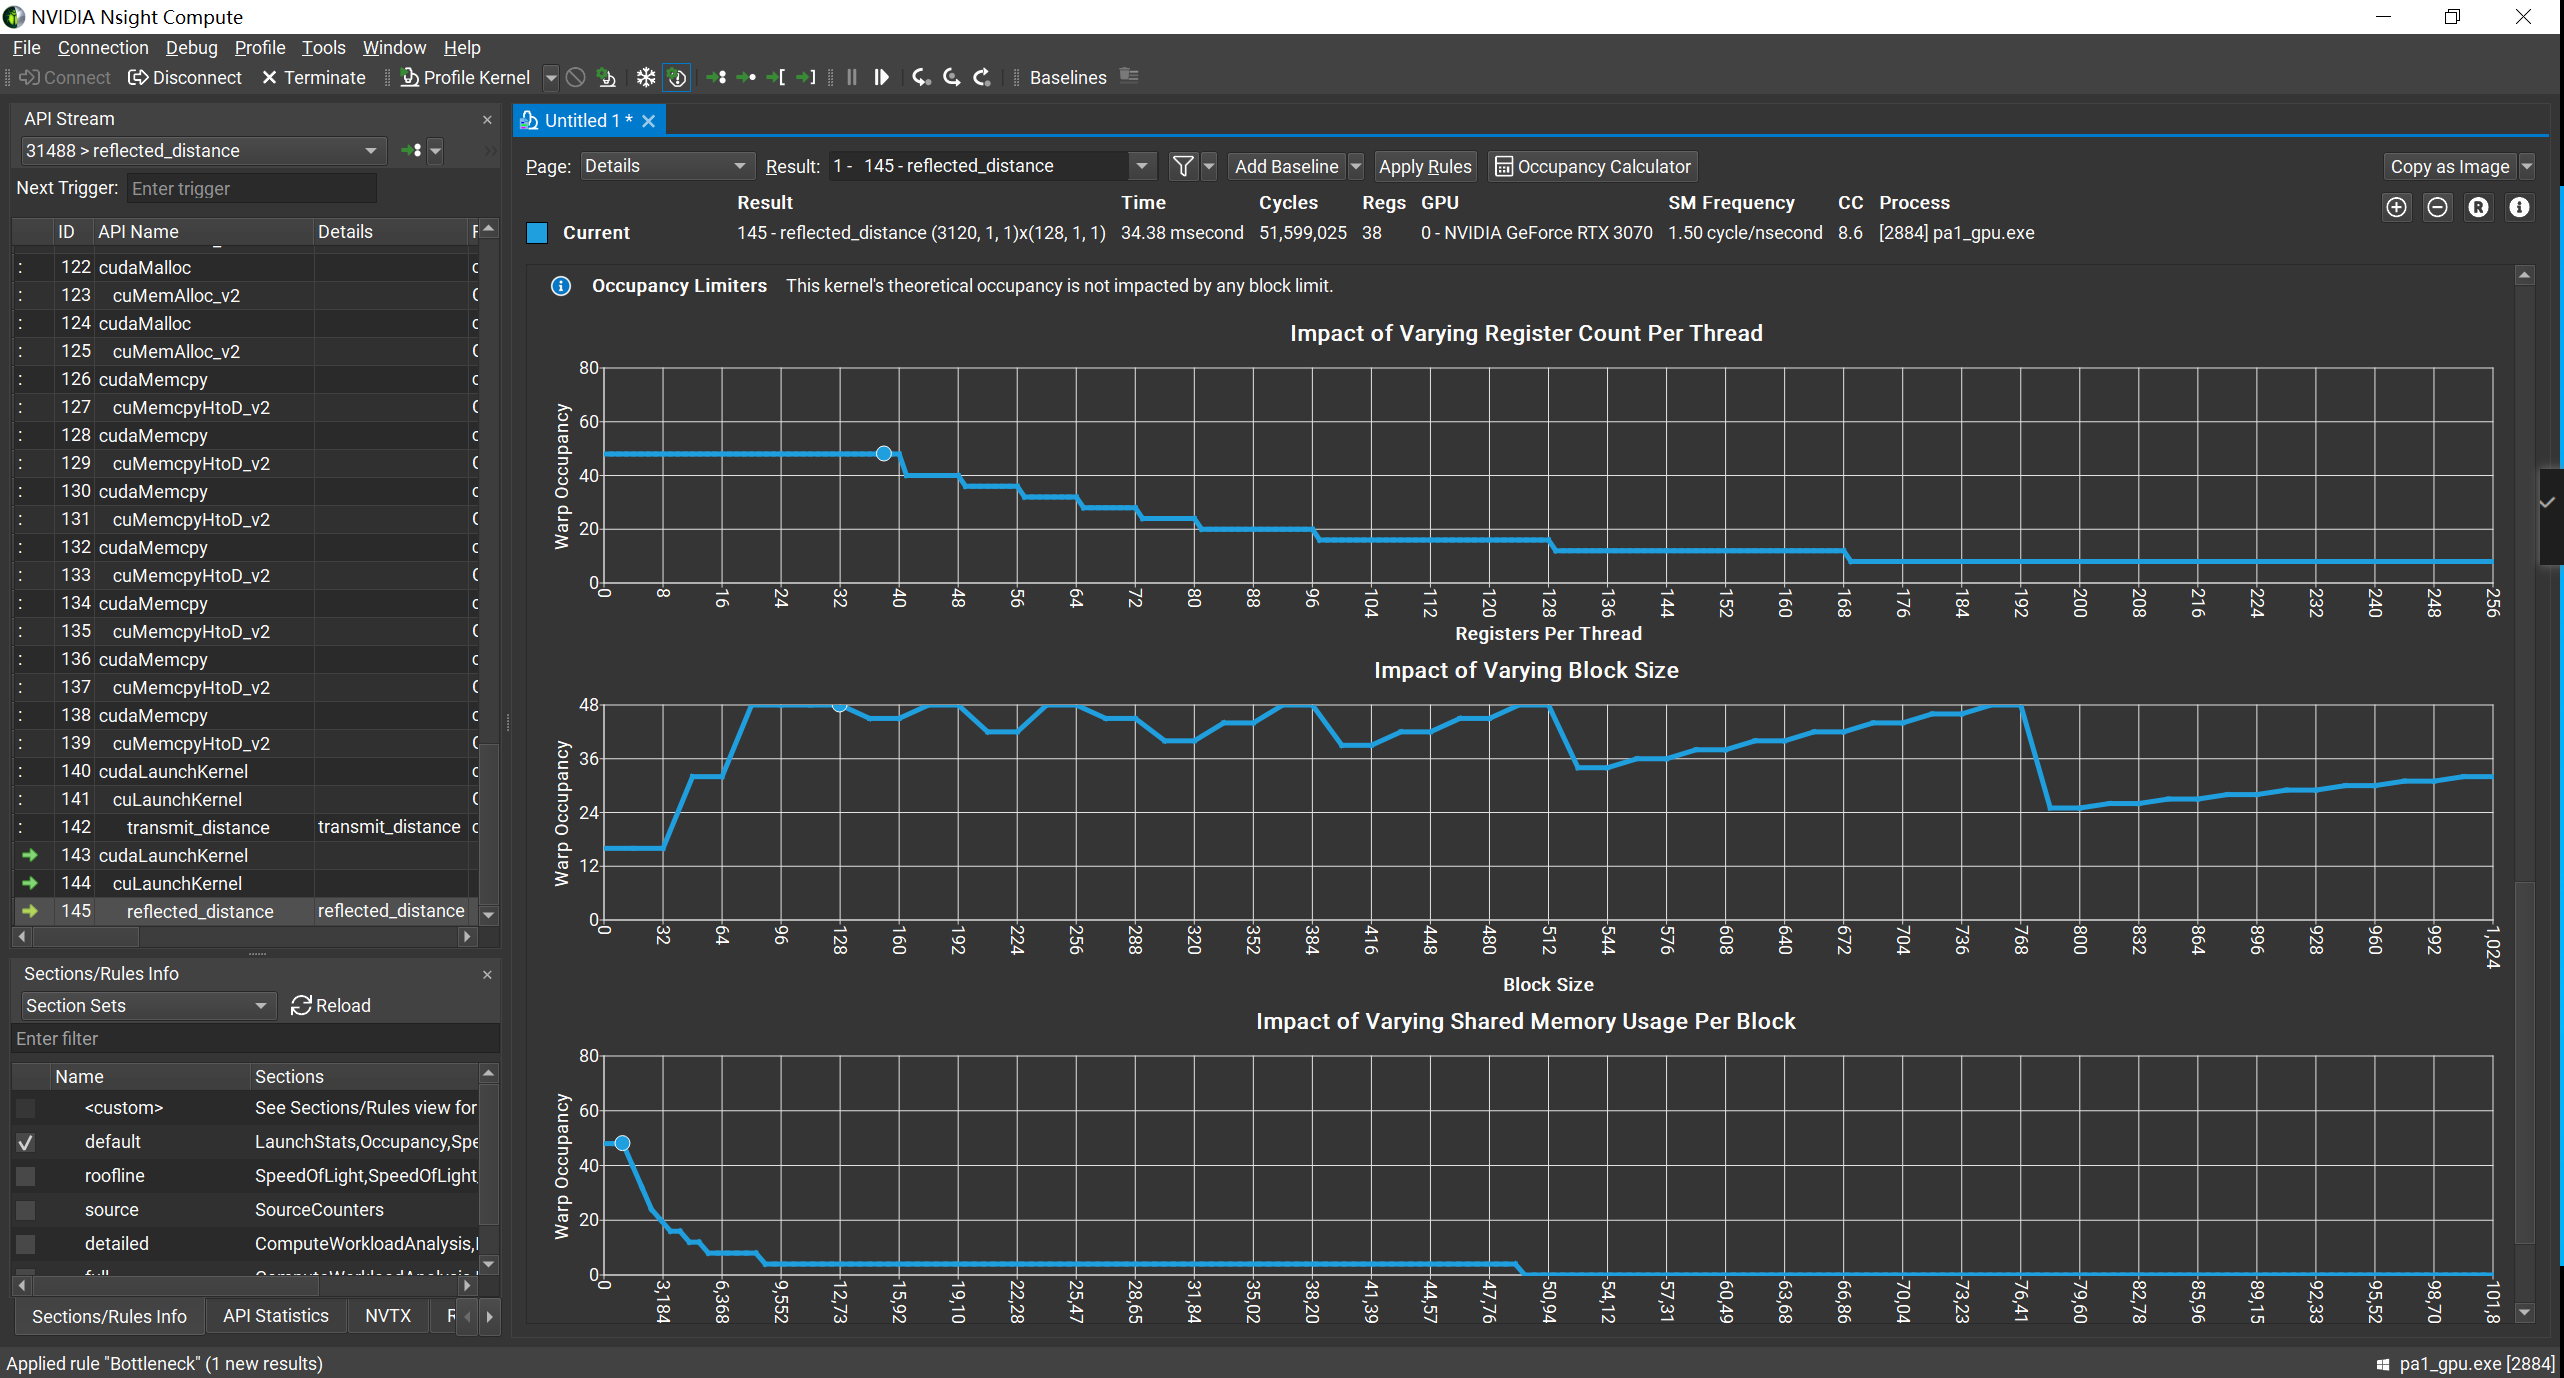 NVIDIA Nsight Compute
File Connection Debug Profile Tools Window Help
Connect Disconnect Terminate Profile Kernel Baselines
API Stream
31488 > reflected_distance
Next Trigger: Enter trigger
ID API Name Details
122 cudaMalloc
123 cuMemAlloc_v2
124 cudaMalloc
125 cuMemAlloc_v2
126 cudaMemcpy
127 cuMemcpyHtoD_v2
128 cudaMemcpy
129 cuMemcpyHtoD_v2
130 cudaMemcpy
131 cuMemcpyHtoD_v2
132 cudaMemcpy
133 cuMemcpyHtoD_v2
134 cudaMemcpy
135 cuMemcpyHtoD_v2
136 cudaMemcpy
137 cuMemcpyHtoD_v2
138 cudaMemcpy
139 cuMemcpyHtoD_v2
140 cudaLaunchKernel
141 cuLaunchKernel
142 transmit_distance transmit_distance
143 cudaLaunchKernel
144 cuLaunchKernel
145 reflected_distance reflected_distance
Sections/Rules Info
Section Sets Reload
Enter filter
Name Sections
<custom> See Sections/Rules view for
default LaunchStats,Occupancy,Spe
roofline SpeedOfLight,SpeedOfLight,
source SourceCounters
detailed ComputeWorkloadAnalysis,
Sections/Rules Info API Statistics NVTX
Applied rule "Bottleneck" (1 new results)
Untitled 1 *
Page: Details Result: 1 - 145 - reflected_distance Add Baseline Apply Rules Occupancy Calculator Copy as Image
Result Time Cycles Regs GPU SM Frequency CC Process
Current 145 - reflected_distance (3120, 1, 1)x(128, 1, 1) 34.38 msecond 51,599,025 38 0 - NVIDIA GeForce RTX 3070 1.50 cycle/nsecond 8.6 [2884] pa1_gpu.exe
Occupancy Limiters This kernel's theoretical occupancy is not impacted by any block limit.
Impact of Varying Register Count Per Thread
Warp Occupancy
80
60
40
20
0
0 8 16 24 32 40 48 56 64 72 80 88 96 104 112 120 128 136 144 152 160 168 176 184 192 200 208 216 224 232 240 248 256
Registers Per Thread
Impact of Varying Block Size
Warp Occupancy
48
36
24
12
0
0 32 64 96 128 160 192 224 256 288 320 352 384 416 448 480 512 544 576 608 640 672 704 736 768 800 832 864 896 928 960 992 1,024
Block Size
Impact of Varying Shared Memory Usage Per Block
Warp Occupancy
80
60
40
20
0
0 3,184 6,368 9,552 12,73 15,92 19,10 22,28 25,47 28,65 31,84 35,02 38,20 41,39 44,57 47,76 50,94 54,12 57,31 60,49 63,68 66,86 70,04 73,23 76,41 79,60 82,78 85,96 89,15 92,33 95,52 98,70 101,8
pa1_gpu.exe [2884]